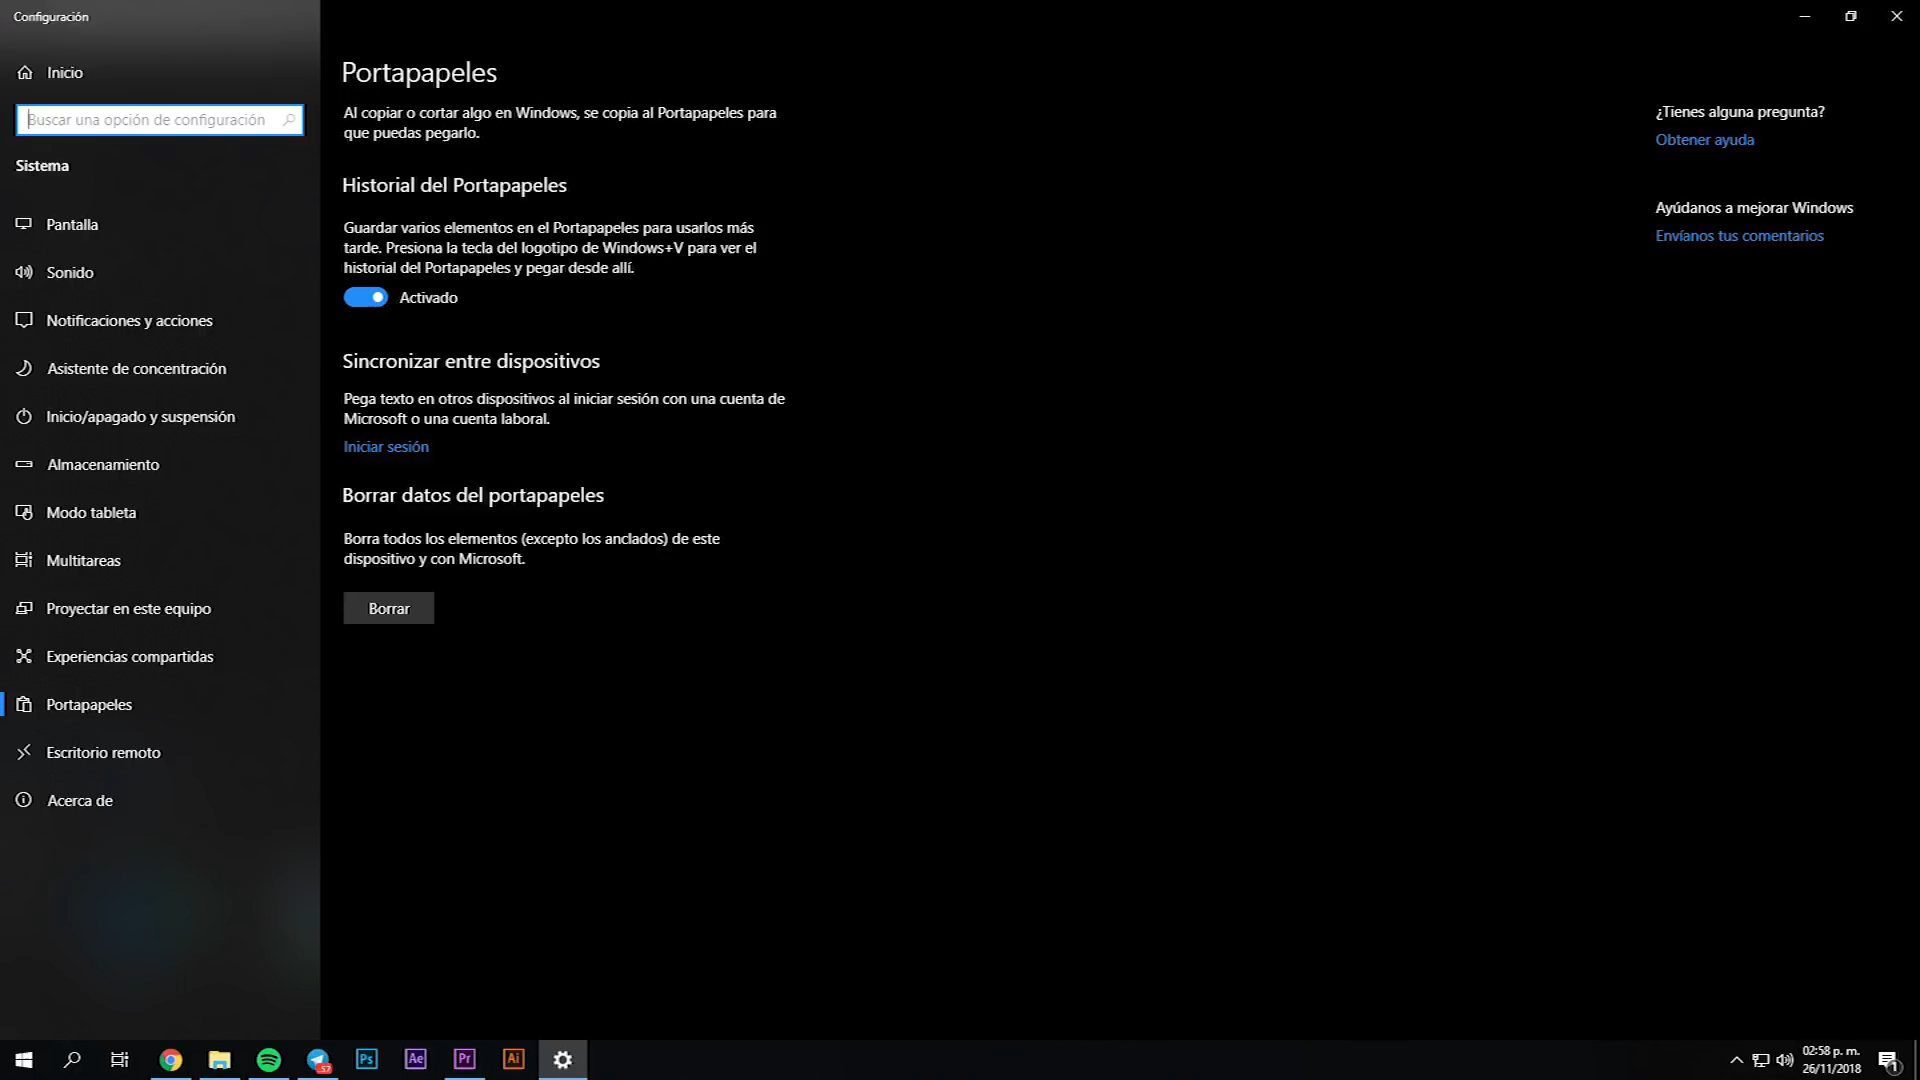 Configuración
Inicio
Buscar una opción de configuración
Sistema
Pantalla
Sonido
Notificaciones y acciones
Asistente de concentración
Inicio/apagado y suspensión
Almacenamiento
Modo tableta
Multitareas
Proyectar en este equipo
Experiencias compartidas
Portapapeles
Escritorio remoto
Acerca de
Portapapeles
Al copiar o cortar algo en Windows, se copia al Portapapeles para
que puedas pegarlo.
Historial del Portapapeles
Guardar varios elementos en el Portapapeles para usarlos más
tarde. Presiona la tecla del logotipo de Windows+V para ver el
historial del Portapapeles y pegar desde allí.
Activado
Sincronizar entre dispositivos
Pega texto en otros dispositivos al iniciar sesión con una cuenta de
Microsoft o una cuenta laboral.
Iniciar sesión
Borrar datos del portapapeles
Borra todos los elementos (excepto los anclados) de este
dispositivo y con Microsoft.
Borrar
¿Tienes alguna pregunta?
Obtener ayuda
Ayúdanos a mejorar Windows
Envíanos tus comentarios
57
Ps
Ae
Pr
Ai
02:58 p. m.
26/11/2018
1